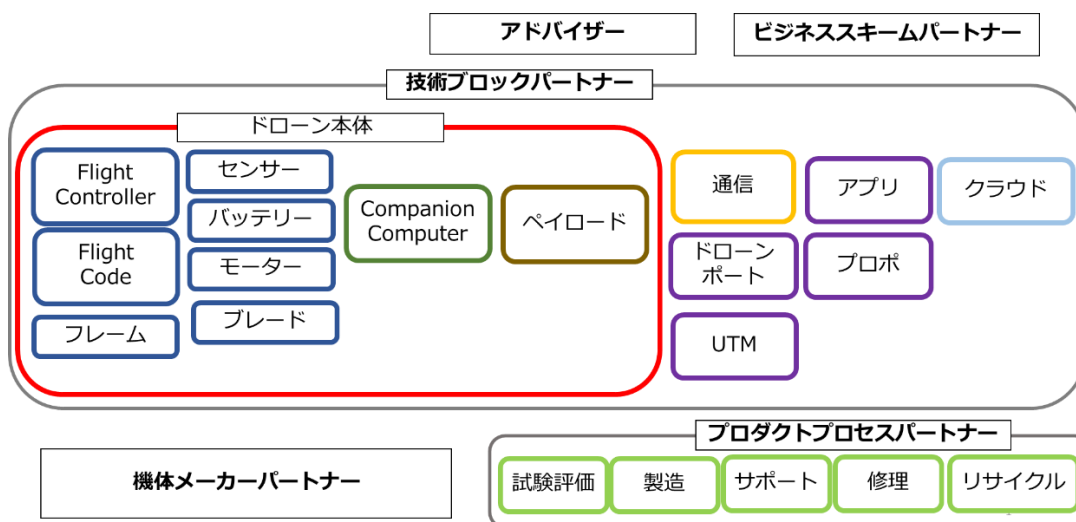 アドバイザー
ビジネススキームパートナー
技術ブロックパートナー
ドローン本体
Flight
Controller
センサー
バッテリー
Flight
Code
モーター
フレーム
ブレード
Companion
Computer
ペイロード
通信
アプリ
クラウド
ドローン
ポート
プロポ
UTM
機体メーカーパートナー
プロダクトプロセスパートナー
試験評価
製造
サポート
修理
リサイクル